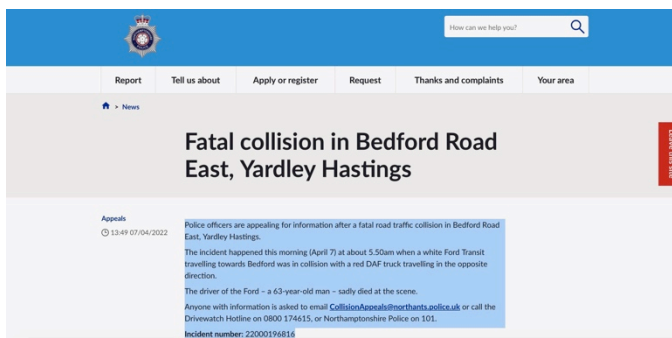 How can we help you?
Report Tell us about Apply or register Request Thanks and complaints Your area
> News
Fatal collision in Bedford Road
East, Yardley Hastings
Appeals
13:49 07/04/2022
Police officers are appealing for information after a fatal road traffic collision in Bedford Road
East, Yardley Hastings.
The incident happened this morning (April 7) at about 5.50am when a white Ford Transit
travelling towards Bedford was in collision with a red DAF truck travelling in the opposite
direction.
The driver of the Ford – a 63-year-old man – sadly died at the scene.
Anyone with information is asked to email CollisionAppeals@northants.police.uk or call the
Drivewatch Hotline on 0800 174615, or Northamptonshire Police on 101.
Incident number: 22000196816